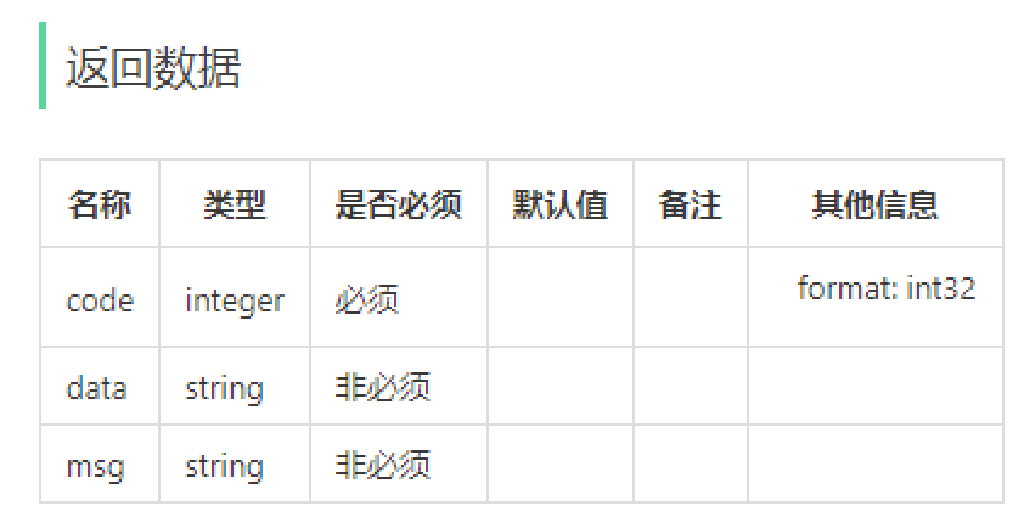 返回数据
名称 类型 是否必须 默认值 备注 其他信息
code integer 必须 format: int32
data string 非必须
msg string 非必须